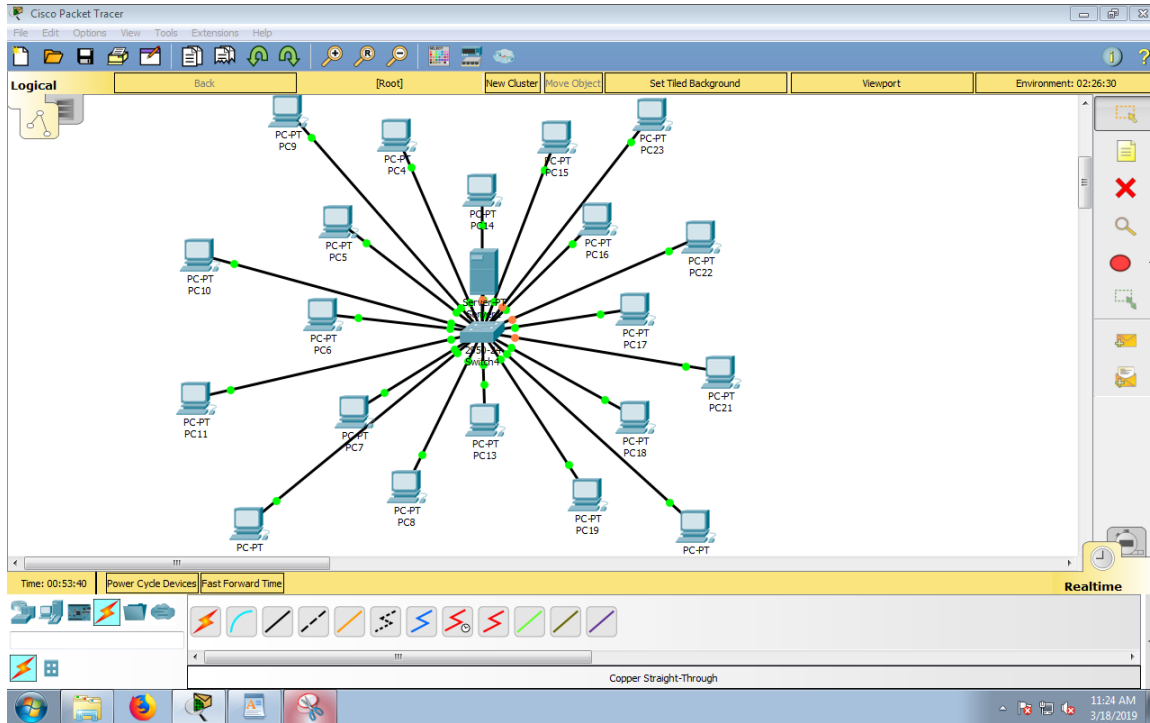 Cisco Packet Tracer
File Edit Options View Tools Extensions Help
Logical Back [Root] New Cluster Move Object Set Tiled Background Viewport Environment: 02:26:30
PC-PT
PC9
PC-PT
PC4
PC-PT
PC15
PC-PT
PC23
PC-PT
PC14
PC-PT
PC5
PC-PT
PC16
PC-PT
PC22
PC-PT
PC10
Server-PT
PC-PT
PC6
PC-PT
PC17
2950-24
Switch4
PC-PT
PC21
PC-PT
PC11
PC-PT
PC7
PC-PT
PC13
PC-PT
PC18
PC-PT
PC8
PC-PT
PC19
PC-PT
PC-PT
Time: 00:53:40 Power Cycle Devices Fast Forward Time Realtime
Copper Straight-Through
11:24 AM
3/18/2019